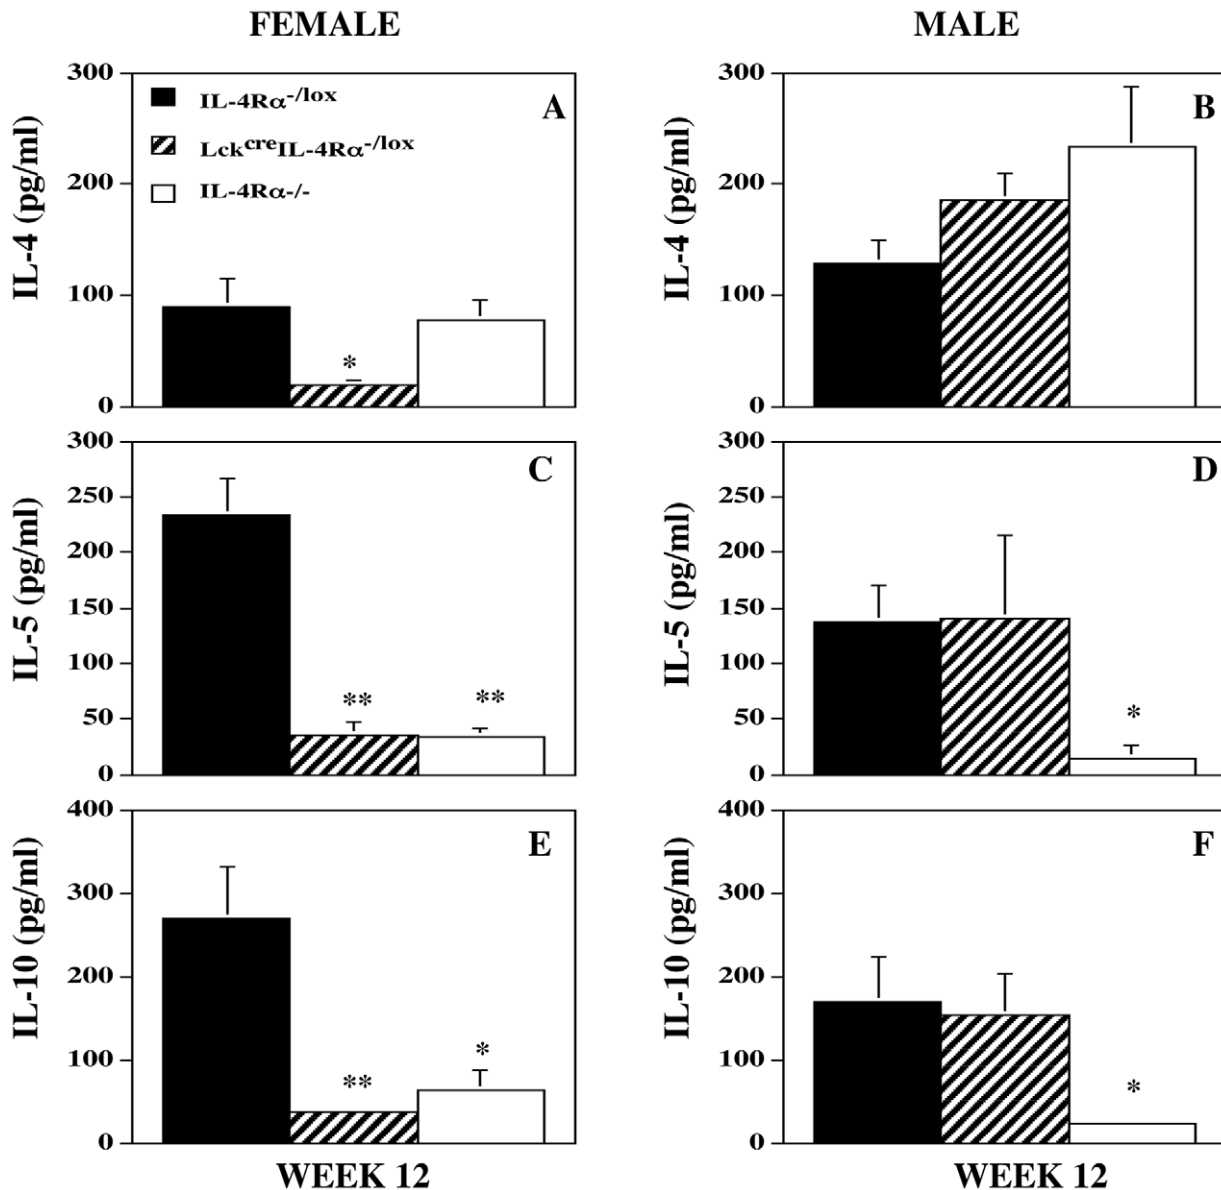 FEMALE
MALE
IL-4 (pg/ml)
300
200
100
0
IL-4Rα-/lox
LckcreIL-4Rα-/lox
IL-4Rα-/-
A
*
IL-4 (pg/ml)
300
200
100
0
B
IL-5 (pg/ml)
300
250
200
150
100
50
0
C
**
**
IL-5 (pg/ml)
300
250
200
150
100
50
0
D
*
IL-10 (pg/ml)
400
300
200
100
0
E
**
*
WEEK 12
IL-10 (pg/ml)
400
300
200
100
0
F
*
WEEK 12